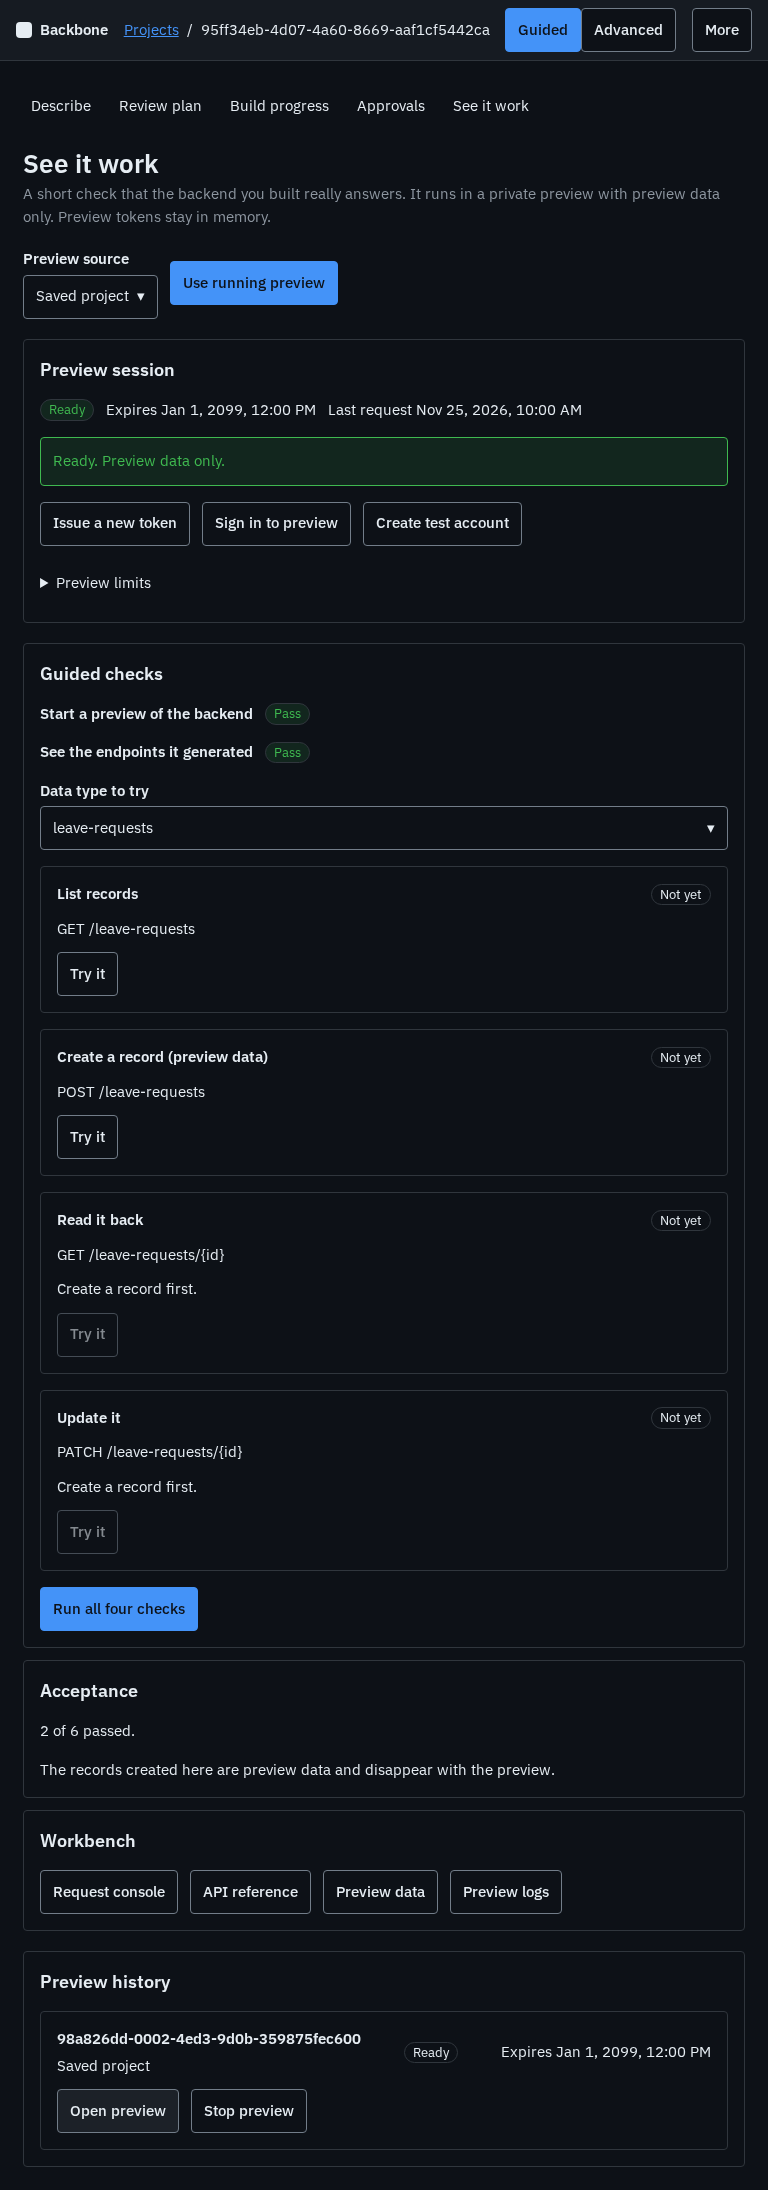 Backbone Projects / 95ff34eb-4d07-4a60-8669-aaf1cf5442ca Guided Advanced More
Describe Review plan Build progress Approvals See it work
See it work
A short check that the backend you built really answers. It runs in a private preview with preview data
only. Preview tokens stay in memory.
Preview source
Saved project ▾ Use running preview
Preview session
Ready Expires Jan 1, 2099, 12:00 PM Last request Nov 25, 2026, 10:00 AM
Ready. Preview data only.
Issue a new token Sign in to preview Create test account
Preview limits
Guided checks
Start a preview of the backend Pass
See the endpoints it generated Pass
Data type to try
leave-requests ▾
List records Not yet
GET /leave-requests
Try it
Create a record (preview data) Not yet
POST /leave-requests
Try it
Read it back Not yet
GET /leave-requests/{id}
Create a record first.
Try it
Update it Not yet
PATCH /leave-requests/{id}
Create a record first.
Try it
Run all four checks
Acceptance
2 of 6 passed.
The records created here are preview data and disappear with the preview.
Workbench
Request console API reference Preview data Preview logs
Preview history
98a826dd-0002-4ed3-9d0b-359875fec600
Saved project
Ready Expires Jan 1, 2099, 12:00 PM
Open preview Stop preview